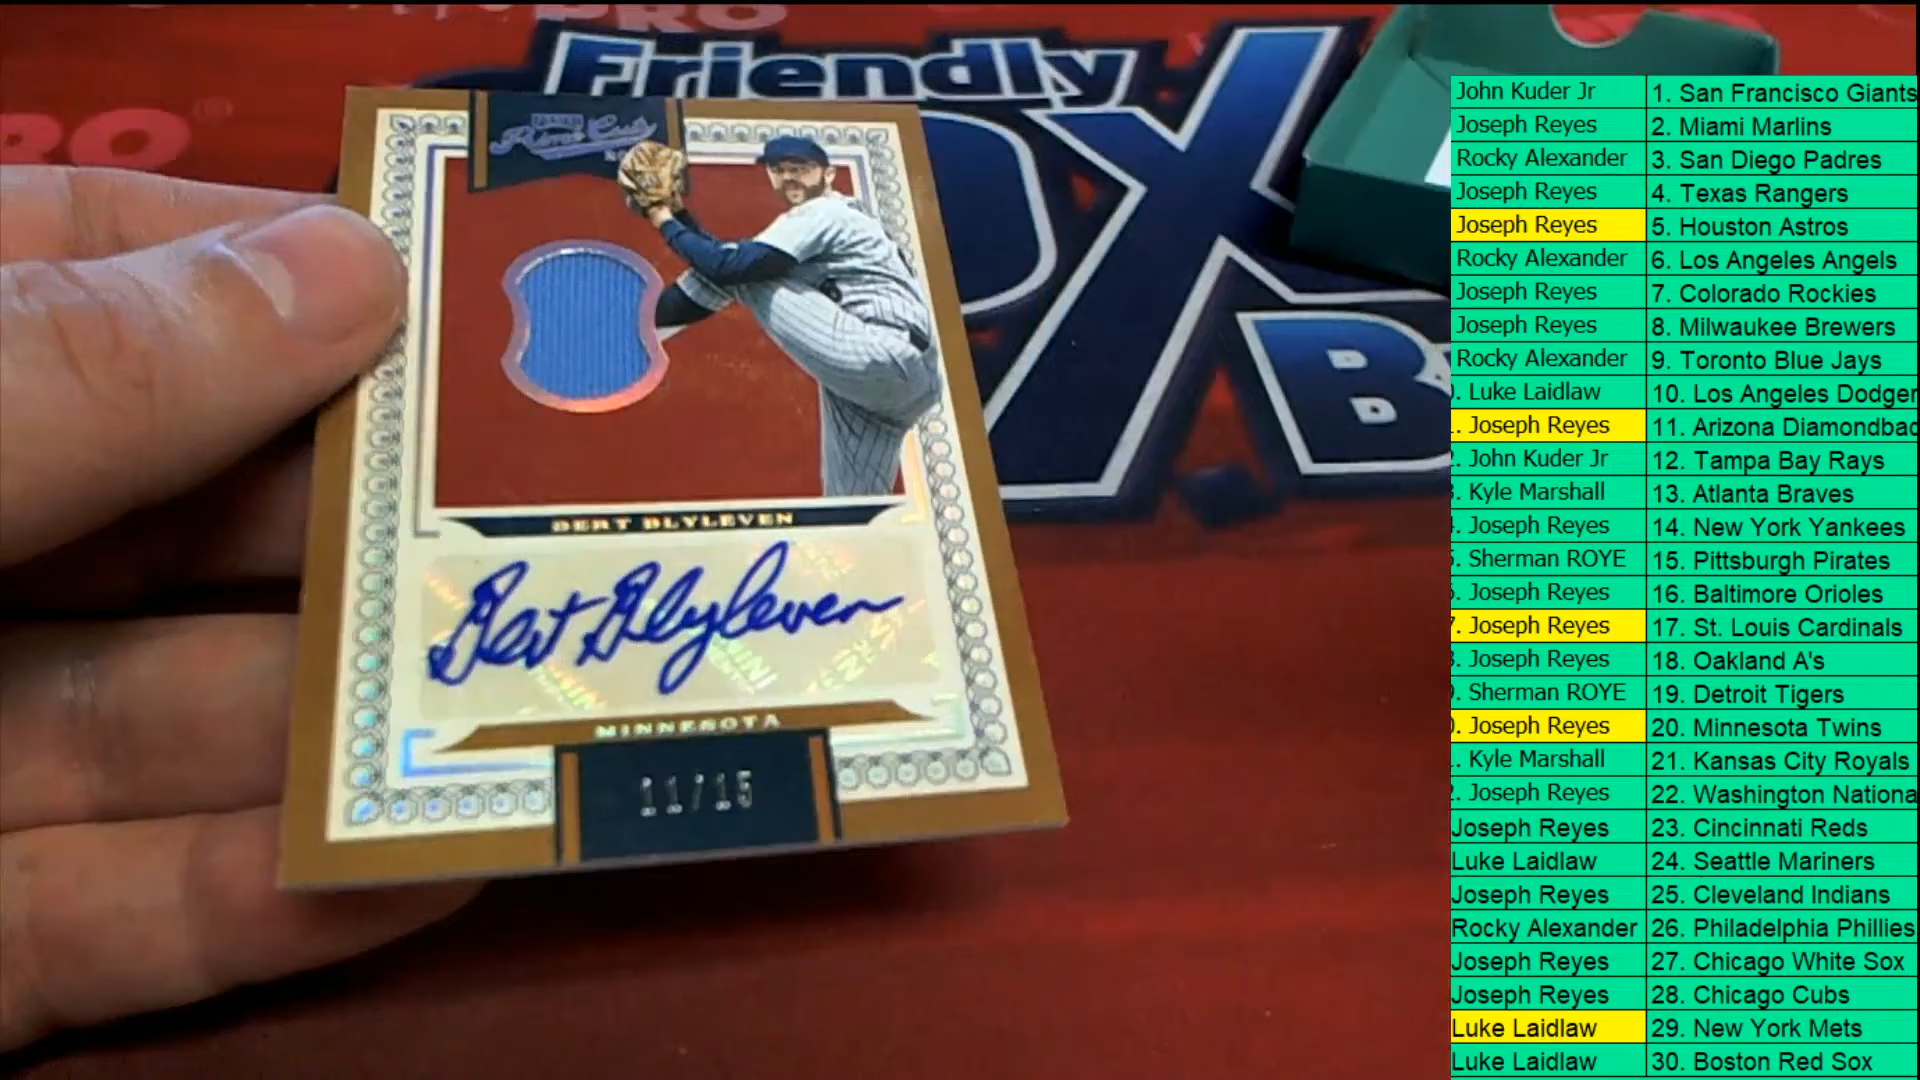 PRO
PRO
Friendly
BOX
B
PANINI
Prime Cuts
BERT BLYLEVEN
Bert Blyleven
MINNESOTA
11/15
John Kuder Jr 1. San Francisco Giants
Joseph Reyes 2. Miami Marlins
Rocky Alexander 3. San Diego Padres
Joseph Reyes 4. Texas Rangers
Joseph Reyes 5. Houston Astros
Rocky Alexander 6. Los Angeles Angels
Joseph Reyes 7. Colorado Rockies
Joseph Reyes 8. Milwaukee Brewers
Rocky Alexander 9. Toronto Blue Jays
. Luke Laidlaw 10. Los Angeles Dodger
. Joseph Reyes 11. Arizona Diamondbac
. John Kuder Jr 12. Tampa Bay Rays
. Kyle Marshall 13. Atlanta Braves
. Joseph Reyes 14. New York Yankees
. Sherman ROYE 15. Pittsburgh Pirates
. Joseph Reyes 16. Baltimore Orioles
7. Joseph Reyes 17. St. Louis Cardinals
. Joseph Reyes 18. Oakland A's
. Sherman ROYE 19. Detroit Tigers
. Joseph Reyes 20. Minnesota Twins
. Kyle Marshall 21. Kansas City Royals
. Joseph Reyes 22. Washington Nationa
Joseph Reyes 23. Cincinnati Reds
Luke Laidlaw 24. Seattle Mariners
Joseph Reyes 25. Cleveland Indians
Rocky Alexander 26. Philadelphia Phillies
Joseph Reyes 27. Chicago White Sox
Joseph Reyes 28. Chicago Cubs
Luke Laidlaw 29. New York Mets
Luke Laidlaw 30. Boston Red Sox